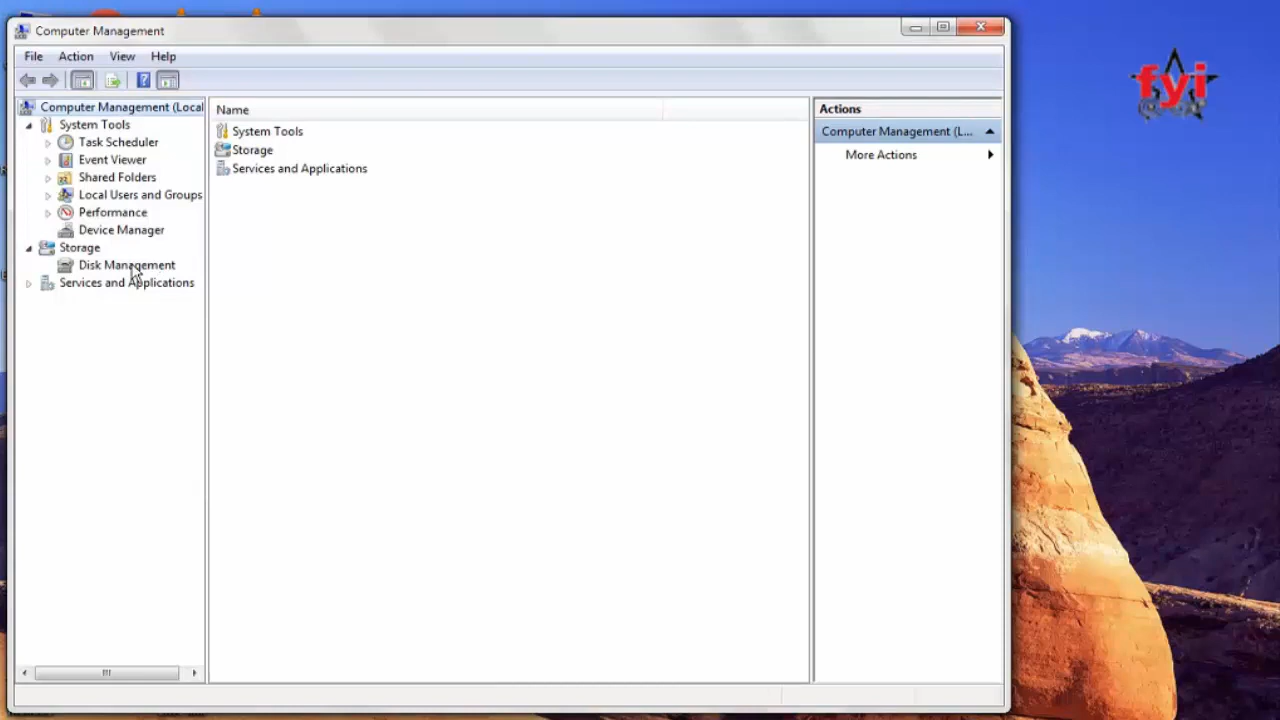 Computer Management
File Action View Help
Computer Management (Local
System Tools
Task Scheduler
Event Viewer
Shared Folders
Local Users and Groups
Performance
Device Manager
Storage
Disk Management
Services and Applications
Name
System Tools
Storage
Services and Applications
Actions
Computer Management (L...
More Actions
fyi